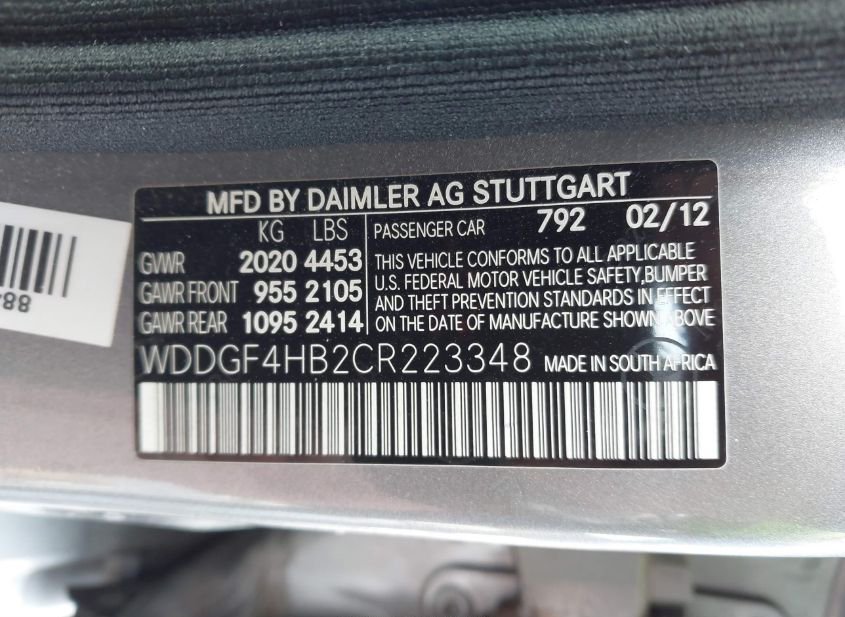 MFD BY DAIMLER AG STUTTGART
KG LBS
GVWR 2020 4453
GAWR FRONT 955 2105
GAWR REAR 1095 2414
PASSENGER CAR 792 02/12
THIS VEHICLE CONFORMS TO ALL APPLICABLE
U.S. FEDERAL MOTOR VEHICLE SAFETY,BUMPER
AND THEFT PREVENTION STANDARDS IN EFFECT
ON THE DATE OF MANUFACTURE SHOWN ABOVE
WDDGF4HB2CR223348 MADE IN SOUTH AFRICA